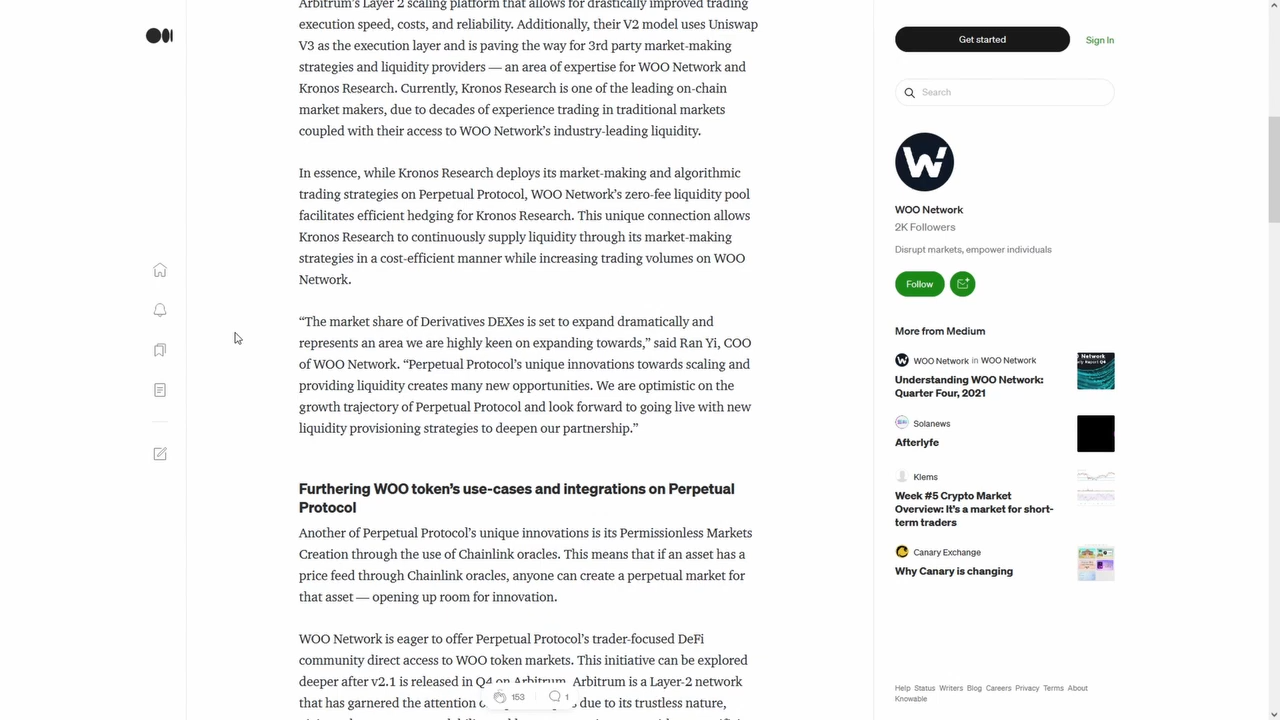 Arbitrum's Layer 2 scaling platform that allows for drastically improved trading
execution speed, costs, and reliability. Additionally, their V2 model uses Uniswap
V3 as the execution layer and is paving the way for 3rd party market-making
strategies and liquidity providers — an area of expertise for WOO Network and
Kronos Research. Currently, Kronos Research is one of the leading on-chain
market makers, due to decades of experience trading in traditional markets
coupled with their access to WOO Network's industry-leading liquidity.
In essence, while Kronos Research deploys its market-making and algorithmic
trading strategies on Perpetual Protocol, WOO Network's zero-fee liquidity pool
facilitates efficient hedging for Kronos Research. This unique connection allows
Kronos Research to continuously supply liquidity through its market-making
strategies in a cost-efficient manner while increasing trading volumes on WOO
Network.
“The market share of Derivatives DEXes is set to expand dramatically and
represents an area we are highly keen on expanding towards,” said Ran Yi, COO
of WOO Network. “Perpetual Protocol's unique innovations towards scaling and
providing liquidity creates many new opportunities. We are optimistic on the
growth trajectory of Perpetual Protocol and look forward to going live with new
liquidity provisioning strategies to deepen our partnership.”
Furthering WOO token's use-cases and integrations on Perpetual
Protocol
Another of Perpetual Protocol's unique innovations is its Permissionless Markets
Creation through the use of Chainlink oracles. This means that if an asset has a
price feed through Chainlink oracles, anyone can create a perpetual market for
that asset — opening up room for innovation.
WOO Network is eager to offer Perpetual Protocol's trader-focused DeFi
community direct access to WOO token markets. This initiative can be explored
deeper after v2.1 is released in Q4 on Arbitrum. Arbitrum is a Layer-2 network
that has garnered the attention of due to its trustless nature,
153
1
Get started
Sign In
Search
WOO Network
2K Followers
Disrupt markets, empower individuals
Follow
More from Medium
WOO Network in WOO Network
Understanding WOO Network:
Quarter Four, 2021
Solanews
Afterlyfe
Klems
Week #5 Crypto Market
Overview: It's a market for short-
term traders
Canary Exchange
Why Canary is changing
Help Status Writers Blog Careers Privacy Terms About
Knowable